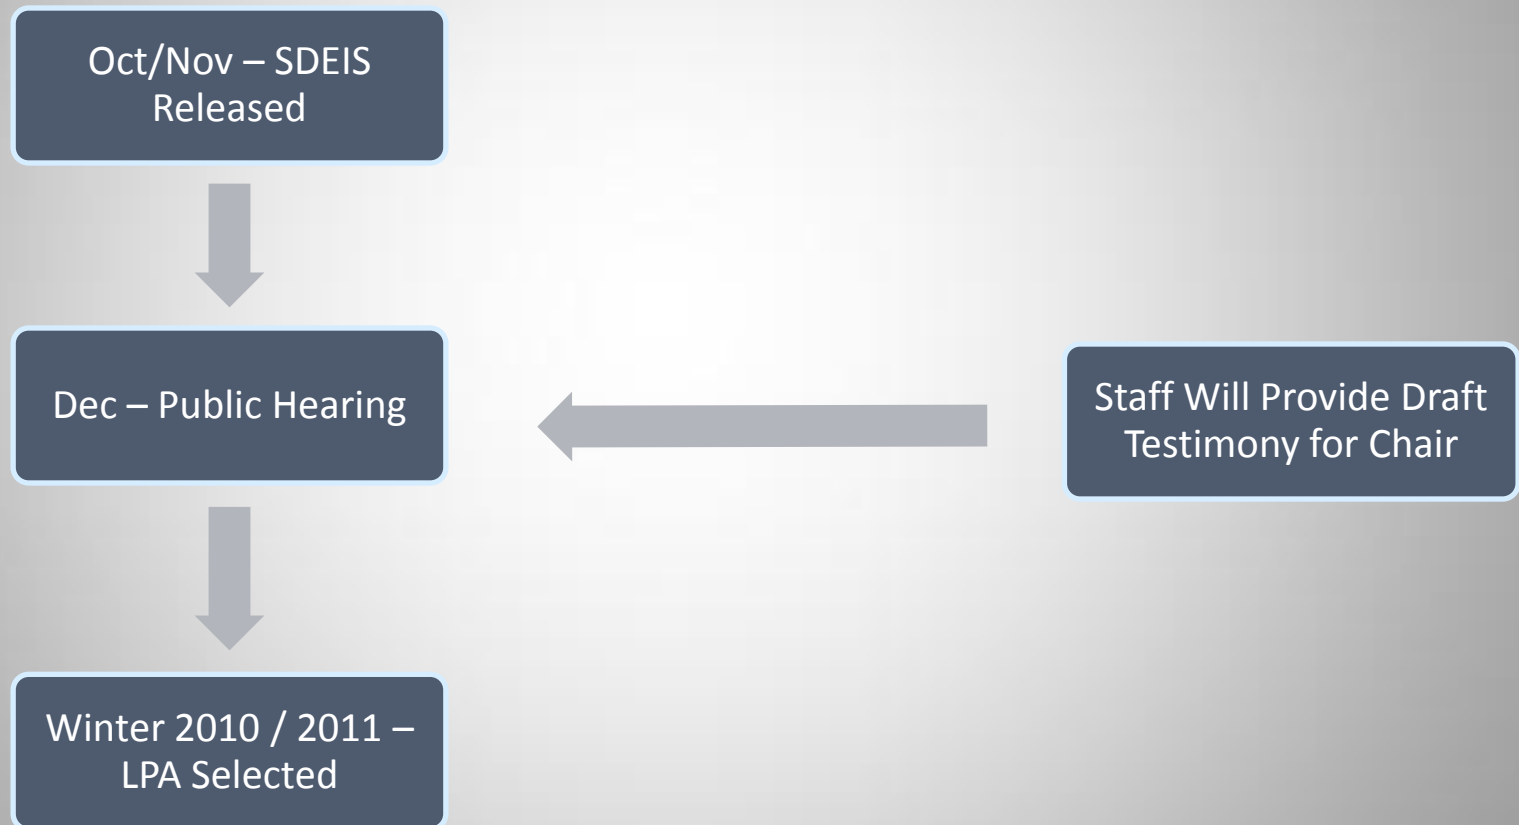 Oct/Nov – SDEIS
Released
Dec – Public Hearing
Staff Will Provide Draft
Testimony for Chair
Winter 2010 / 2011 –
LPA Selected